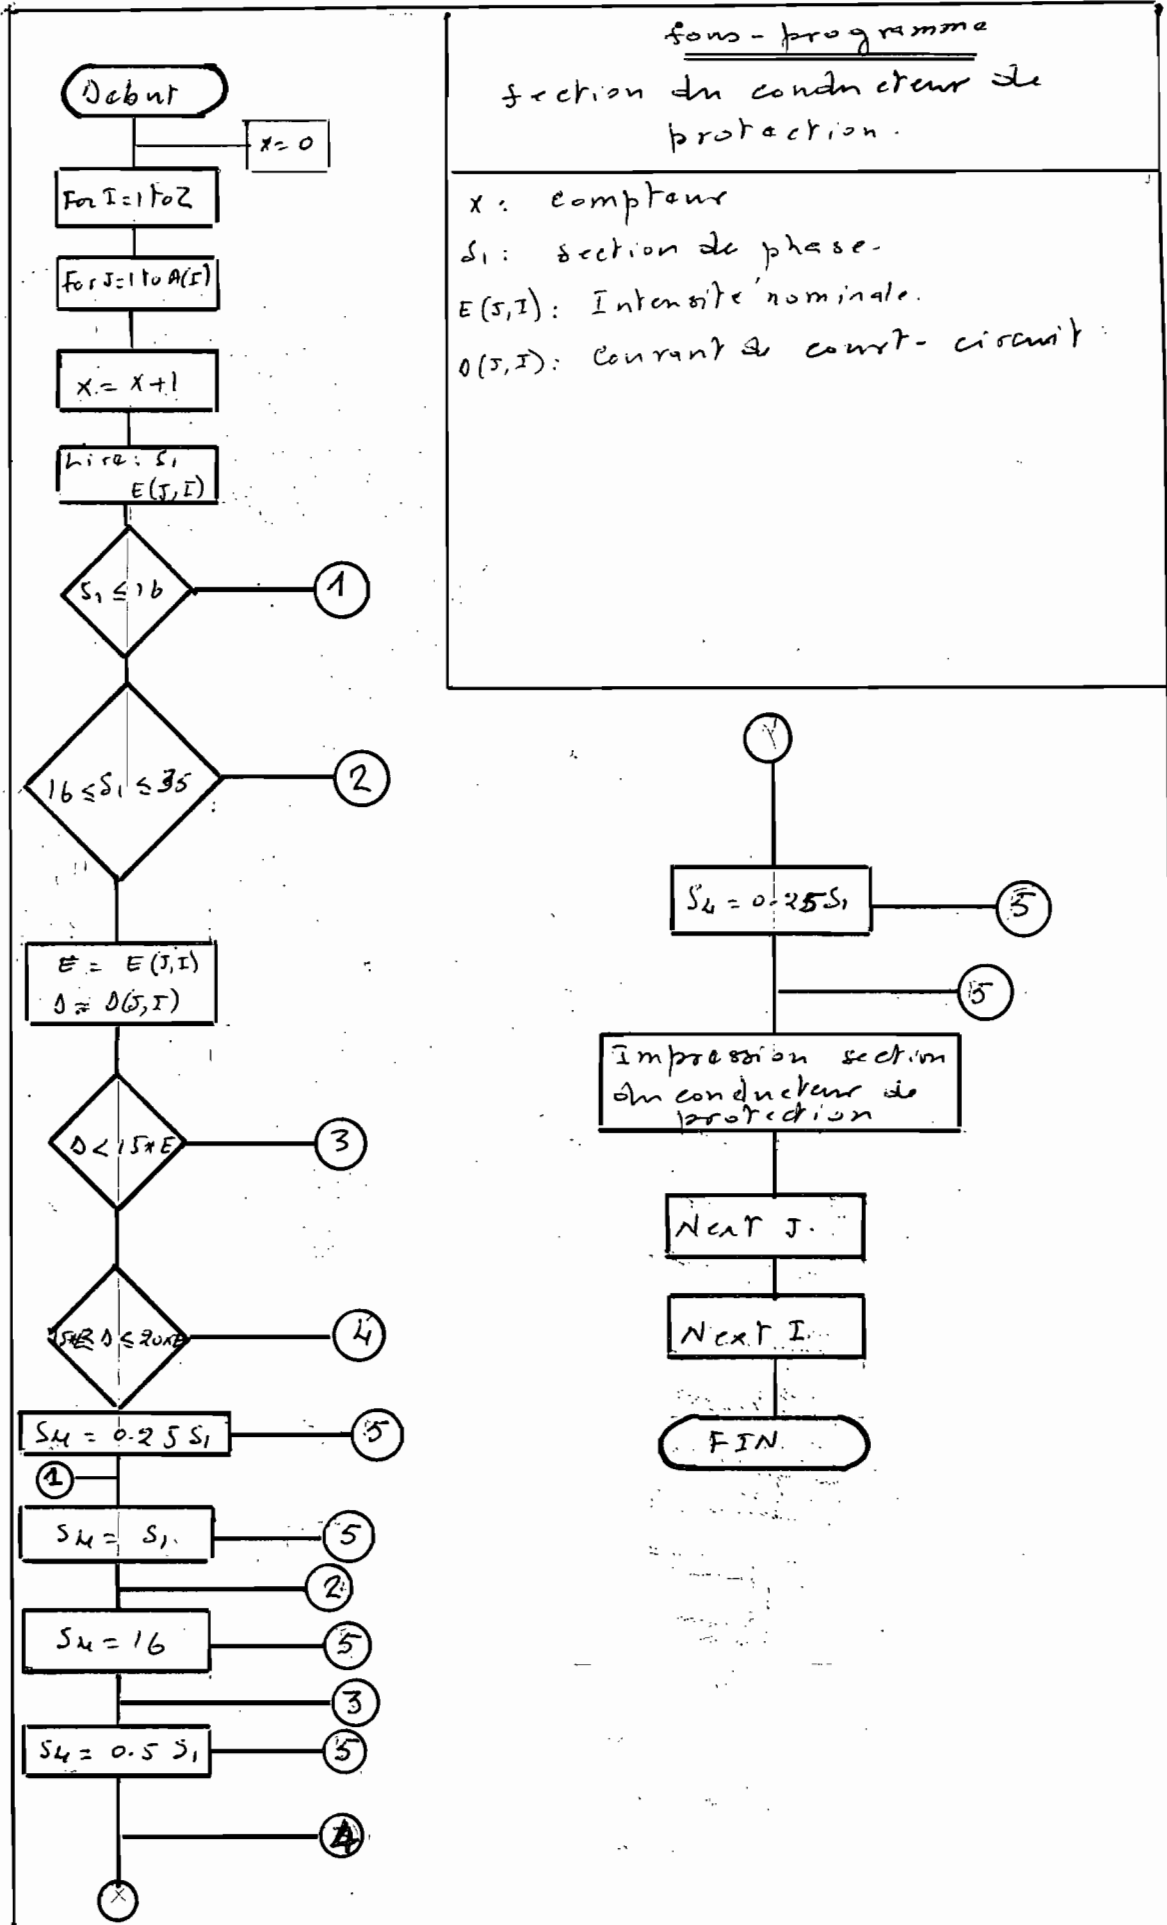 Sous-programme
Section du conducteur de
protection.
X : compteur
S1 : section de phase.
E(J,I) : Intensité nominale.
D(J,I) : Courant de court-circuit
Debut
X = 0
For I=1 to Z
For J=1 to A(I)
X = X+1
Lire : S1
E(J,I)
S1 ≤ 16
1
16 ≤ S1 ≤ 35
2
E = E(J,I)
D = D(J,I)
D < 15*E
3
15*E ≤ D ≤ 20*E
4
S4 = 0.25 S1
5
1
S4 = S1
5
2
S4 = 16
5
3
S4 = 0.5 S1
5
4
X
Y
S4 = 0.25 S1
5
5
Impression section
du conducteur de
protection
Next J.
Next I.
FIN